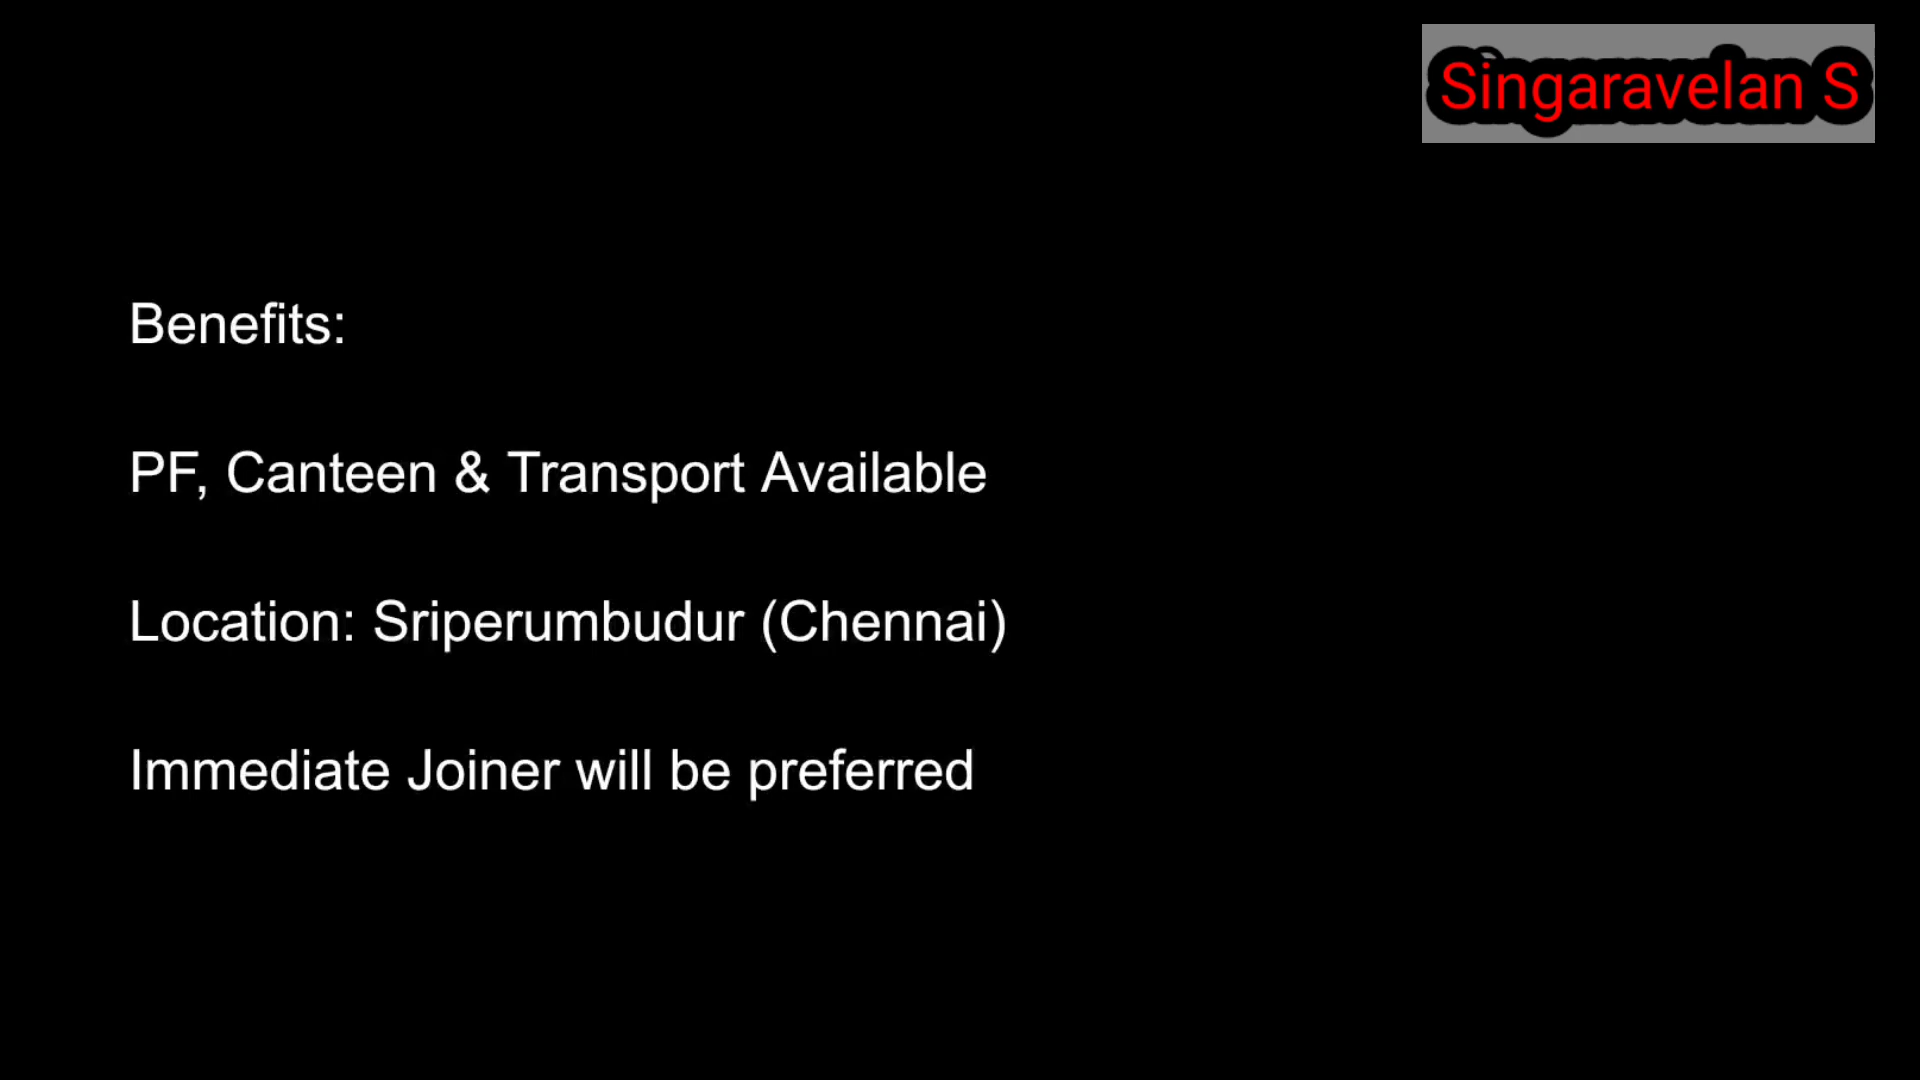 Singaravelan S
Benefits:
PF, Canteen & Transport Available
Location: Sriperumbudur (Chennai)
Immediate Joiner will be preferred